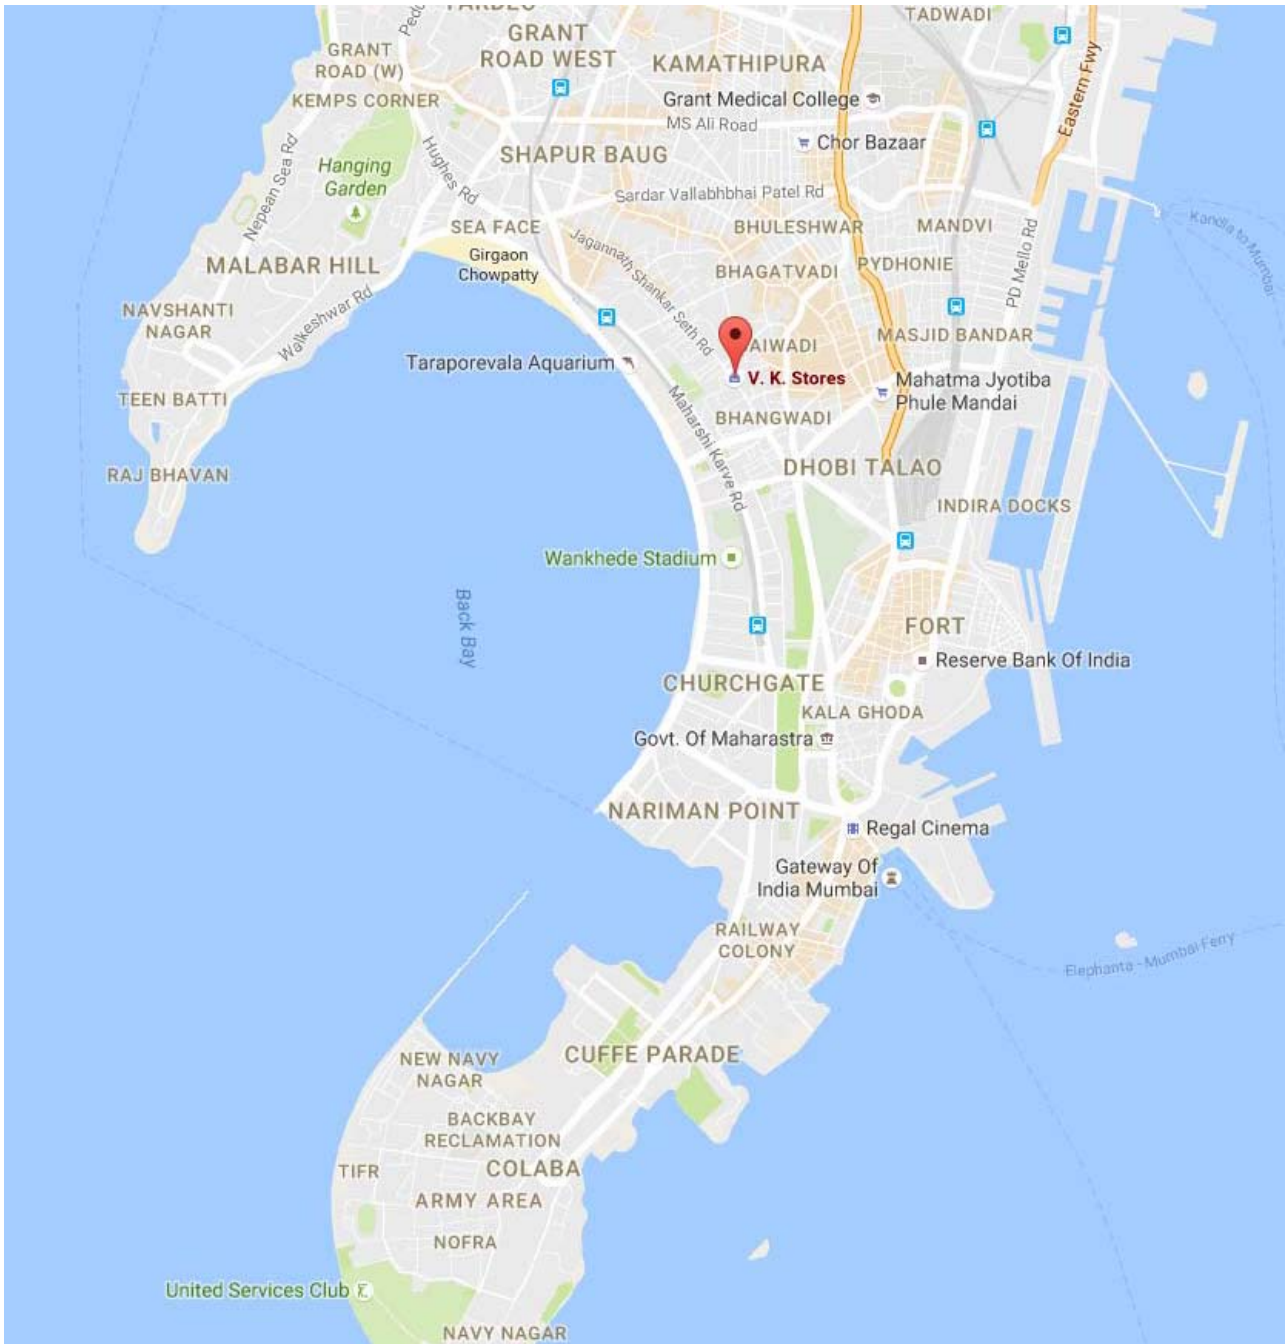 TARDEO
TADWADI
Pedd
GRANT
ROAD WEST
GRANT
ROAD (W)
KAMATHIPURA
Eastern Fwy
KEMPS CORNER
Grant Medical College
MS Ali Road
Chor Bazaar
SHAPUR BAUG
Hughes Rd
Nepean Sea Rd
Hanging
Garden
Sardar Vallabhbhai Patel Rd
SEA FACE
BHULESHWAR
MANDVI
Kandla to Mumbai
Jagannath Shankar Seth Rd
Girgaon
Chowpatty
MALABAR HILL
BHAGATVADI
PYDHONIE
PD Mello Rd
NAVSHANTI
NAGAR
Walkeshwar Rd
MASJID BANDAR
AIWADI
Taraporevala Aquarium
V. K. Stores
Mahatma Jyotiba
Phule Mandai
TEEN BATTI
Maharshi Karve Rd
BHANGWADI
RAJ BHAVAN
DHOBI TALAO
INDIRA DOCKS
Wankhede Stadium
Back Bay
FORT
Reserve Bank Of India
CHURCHGATE
KALA GHODA
Govt. Of Maharastra
NARIMAN POINT
Regal Cinema
Gateway Of
India Mumbai
RAILWAY
COLONY
Elephanta - Mumbai Ferry
CUFFE PARADE
NEW NAVY
NAGAR
BACKBAY
RECLAMATION
TIFR
COLABA
ARMY AREA
NOFRA
United Services Club
NAVY NAGAR